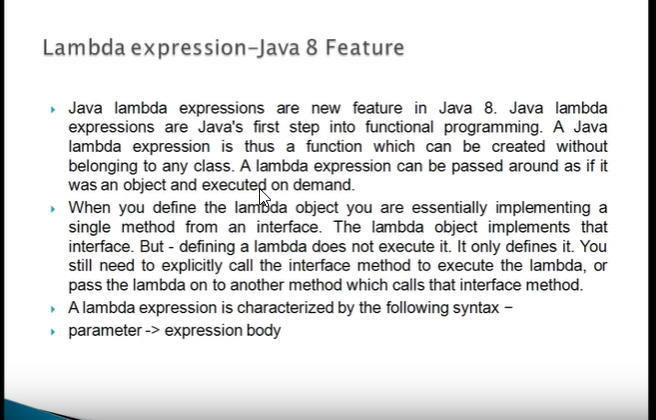 Lambda expression–Java 8 Feature
Java lambda expressions are new feature in Java 8. Java lambda
expressions are Java's first step into functional programming. A Java
lambda expression is thus a function which can be created without
belonging to any class. A lambda expression can be passed around as if it
was an object and executed on demand.
When you define the lambda object you are essentially implementing a
single method from an interface. The lambda object implements that
interface. But - defining a lambda does not execute it. It only defines it. You
still need to explicitly call the interface method to execute the lambda, or
pass the lambda on to another method which calls that interface method.
A lambda expression is characterized by the following syntax −
parameter -> expression body